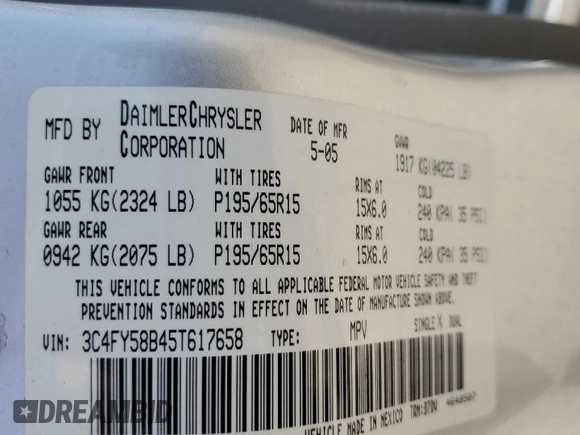 MFD BY DAIMLERCHRYSLER CORPORATION DATE OF MFR 5-05 GVWR 1917 KG(04225 LB)
GAWR FRONT WITH TIRES RIMS AT COLD
1055 KG(2324 LB) P195/65R15 15X6.0 240 KPA( 35 PSI)
GAWR REAR WITH TIRES RIMS AT COLD
0942 KG(2075 LB) P195/65R15 15X6.0 240 KPA( 35 PSI)
THIS VEHICLE CONFORMS TO ALL APPLICABLE FEDERAL MOTOR VEHICLE SAFETY AND THEFT
PREVENTION STANDARDS IN EFFECT ON THE DATE OF MANUFACTURE SHOWN ABOVE.
VIN: 3C4FY58B45T617658 TYPE: MPV SINGLE X DUAL
VEHICLE MADE IN MEXICO 4648507
DREAMBID